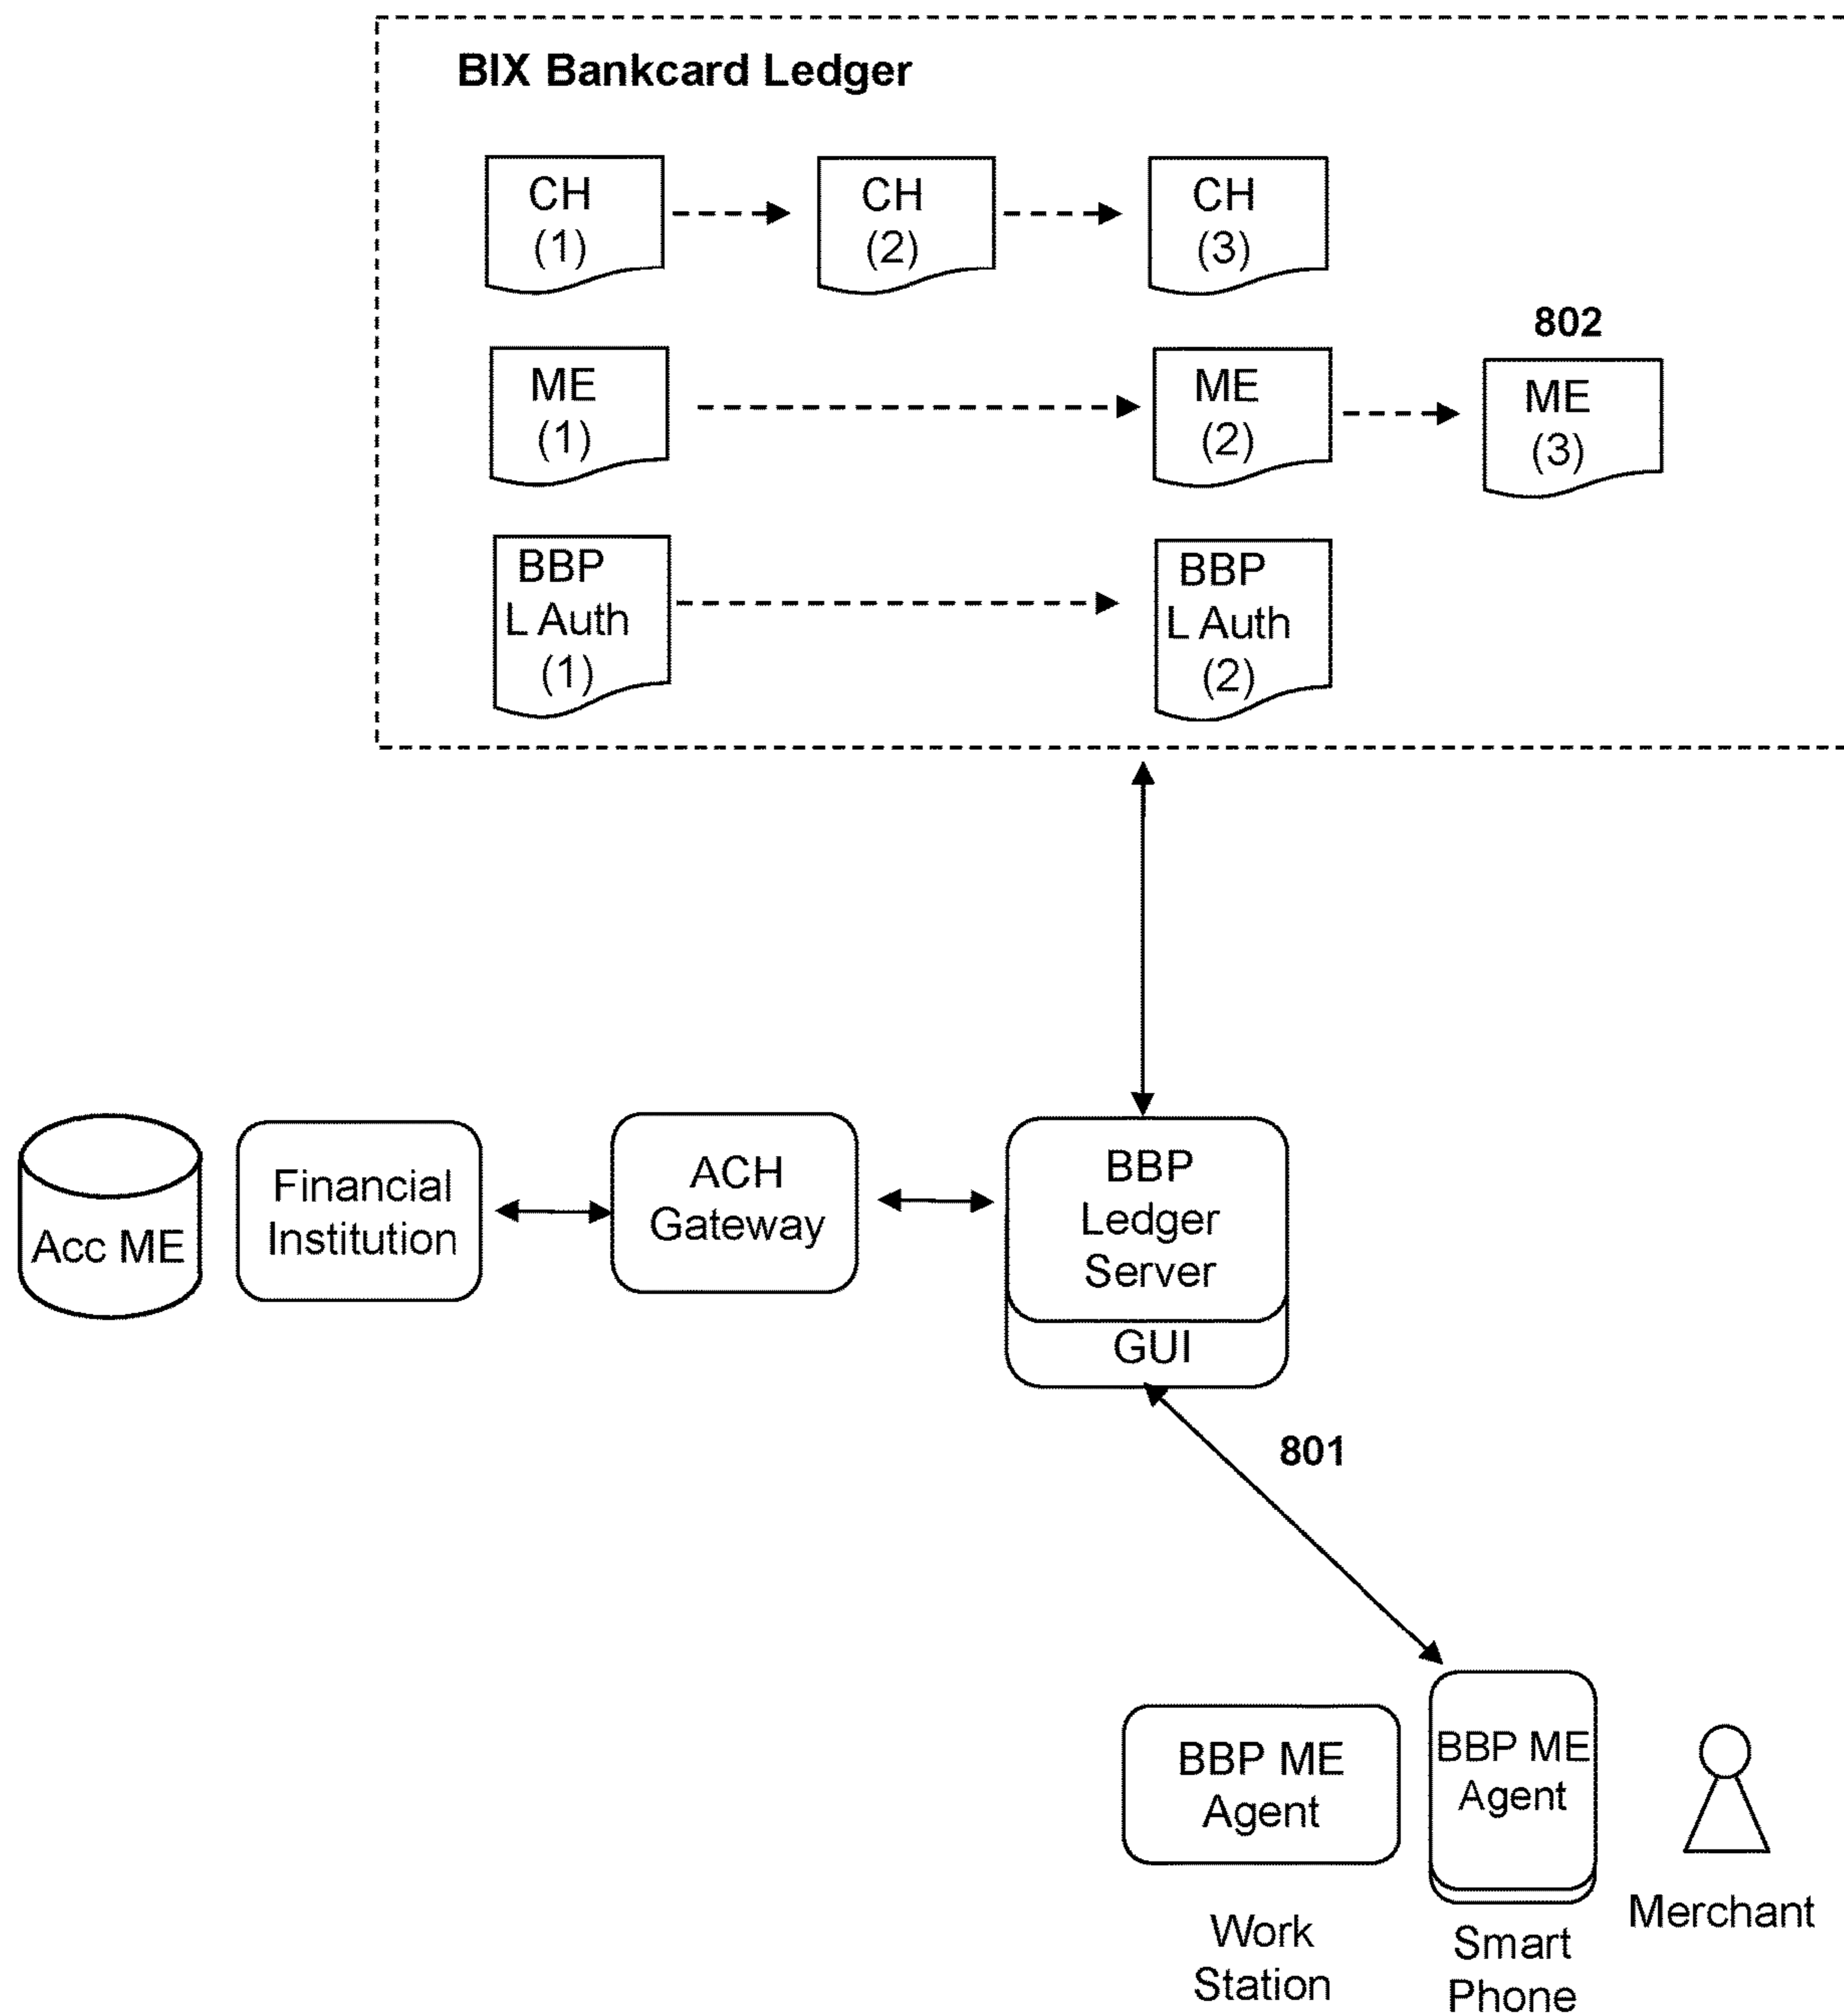 BIX Bankcard Ledger
CH
(1)
CH
(2)
CH
(3)
802
ME
(1)
ME
(2)
ME
(3)
BBP
L Auth
(1)
BBP
L Auth
(2)
Acc ME
Financial
Institution
ACH
Gateway
BBP
Ledger
Server
GUI
801
BBP ME
Agent
BBP ME
Agent
Work
Station
Smart
Phone
Merchant